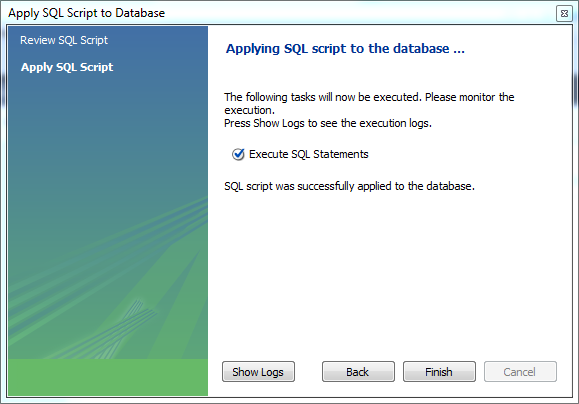 Apply SQL Script to Database
Review SQL Script
Apply SQL Script
Applying SQL script to the database ...
The following tasks will now be executed. Please monitor the
execution.
Press Show Logs to see the execution logs.
Execute SQL Statements
SQL script was successfully applied to the database.
Show Logs
Back
Finish
Cancel